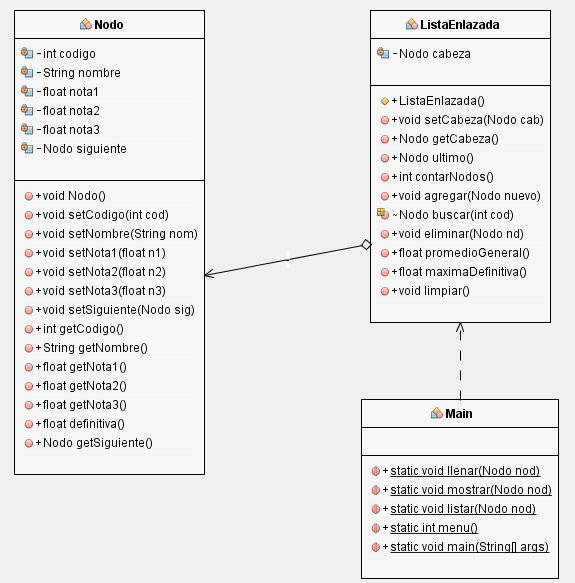 Nodo
- int codigo
- String nombre
- float nota1
- float nota2
- float nota3
- Nodo siguiente
+ void Nodo()
+ void setCodigo(int cod)
+ void setNombre(String nom)
+ void setNota1(float n1)
+ void setNota2(float n2)
+ void setNota3(float n3)
+ void setSiguiente(Nodo sig)
+ int getCodigo()
+ String getNombre()
+ float getNota1()
+ float getNota2()
+ float getNota3()
+ float definitiva()
+ Nodo getSiguiente()
ListaEnlazada
- Nodo cabeza
+ ListaEnlazada()
+ void setCabeza(Nodo cab)
+ Nodo getCabeza()
+ Nodo ultimo()
+ int contarNodos()
+ void agregar(Nodo nuevo)
~ Nodo buscar(int cod)
+ void eliminar(Nodo nd)
+ float promedioGeneral()
+ float maximaDefinitiva()
+ void limpiar()
Main
+ static void llenar(Nodo nod)
+ static void mostrar(Nodo nod)
+ static void listar(Nodo nod)
+ static int menu()
+ static void main(String[] args)